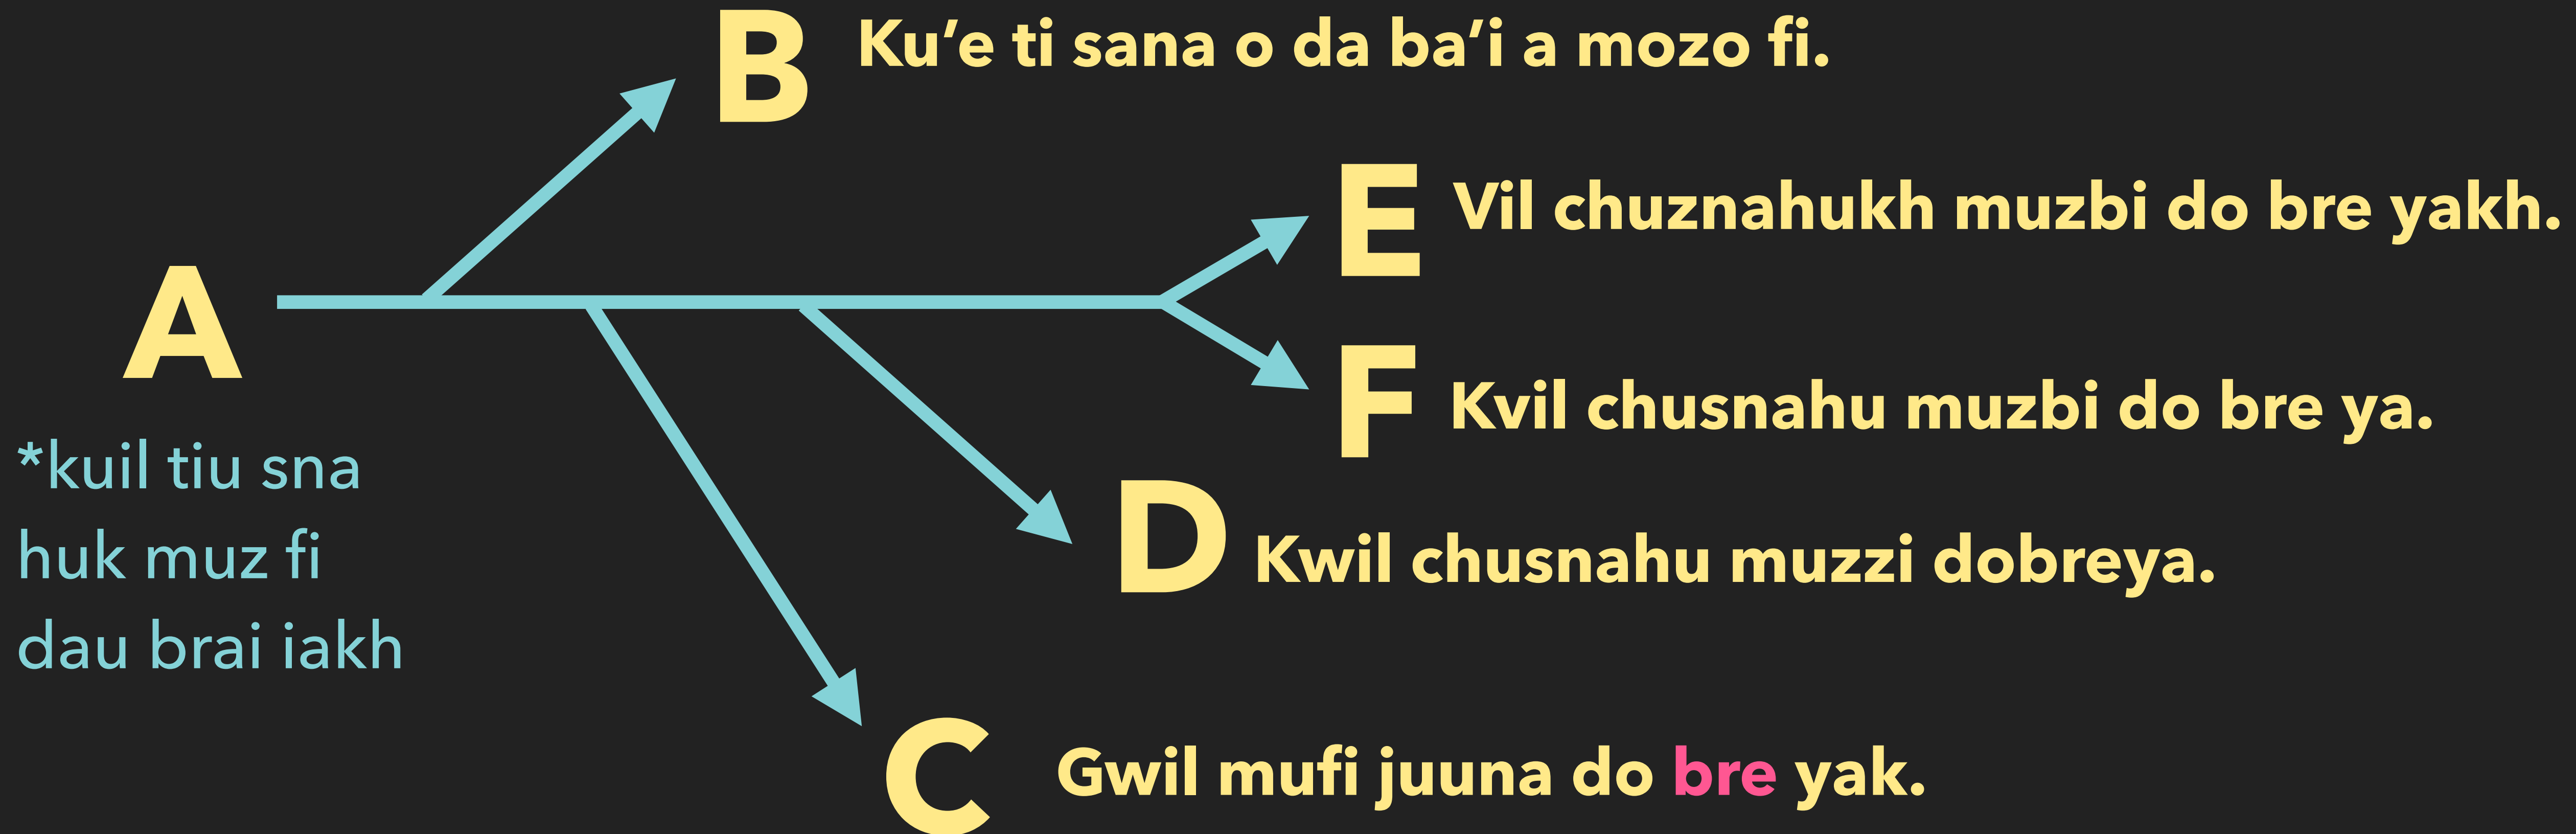 B Ku’e ti sana o da ba’i a mozo fi.
E Vil chuznahukh muzbi do bre yakh.
A
F Kvil chusnahu muzbi do bre ya.
*kuil tiu sna
huk muz fi
dau brai iakh
D Kwil chusnahu muzzi dobreya.
C Gwil mufi juuna do bre yak.